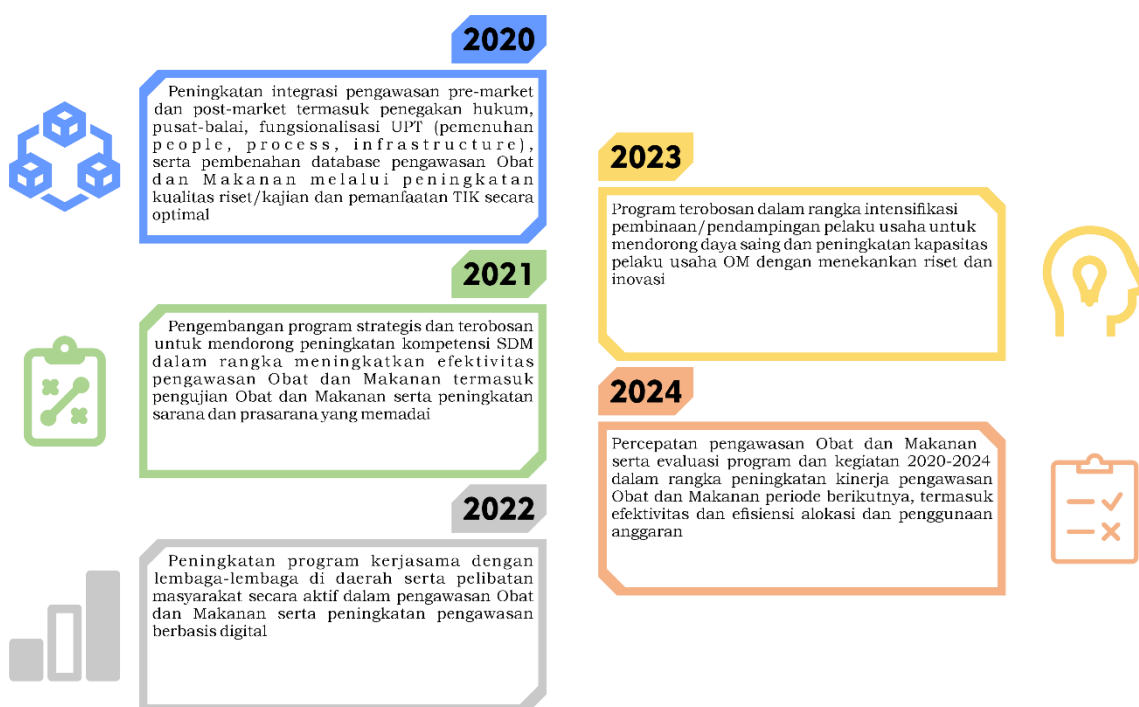 2020
Peningkatan integrasi pengawasan pre-market
dan post-market termasuk penegakan hukum,
pusat-balai, fungsionalisasi UPT (pemenuhan
people, process, infrastructure),
serta pembenahan database pengawasan Obat
dan Makanan melalui peningkatan
kualitas riset/kajian dan pemanfaatan TIK secara
optimal
2021
Pengembangan program strategis dan terobosan
untuk mendorong peningkatan kompetensi SDM
dalam rangka meningkatkan efektivitas
pengawasan Obat dan Makanan termasuk
pengujian Obat dan Makanan serta peningkatan
sarana dan prasarana yang memadai
2022
Peningkatan program kerjasama dengan
lembaga-lembaga di daerah serta pelibatan
masyarakat secara aktif dalam pengawasan Obat
dan Makanan serta peningkatan pengawasan
berbasis digital
2023
Program terobosan dalam rangka intensifikasi
pembinaan/pendampingan pelaku usaha untuk
mendorong daya saing dan peningkatan kapasitas
pelaku usaha OM dengan menekankan riset dan
inovasi
2024
Percepatan pengawasan Obat dan Makanan
serta evaluasi program dan kegiatan 2020-2024
dalam rangka peningkatan kinerja pengawasan
Obat dan Makanan periode berikutnya, termasuk
efektivitas dan efisiensi alokasi dan penggunaan
anggaran